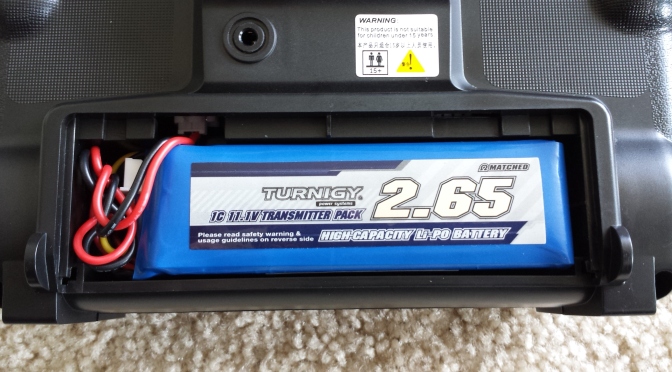 WARNING
This product is not suitable
for children under 15 years
15+
Ω MATCHED
TURNIGY
power systems
2.65
1C 11.1V TRANSMITTER PACK
Please read safety warning &
usage guidelines on reverse side
HIGH-CAPACITY Li-PO BATTERY